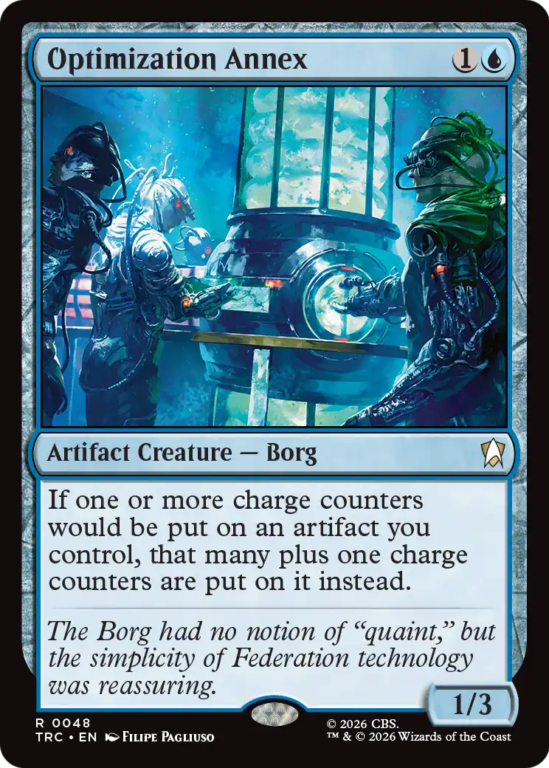 Optimization Annex 1
Artifact Creature — Borg
If one or more charge counters
would be put on an artifact you
control, that many plus one charge
counters are put on it instead.
The Borg had no notion of “quaint,” but
the simplicity of Federation technology
was reassuring.
1/3
R 0048
TRC • EN Filipe Pagliuso
© 2026 CBS.
™ & © 2026 Wizards of the Coast